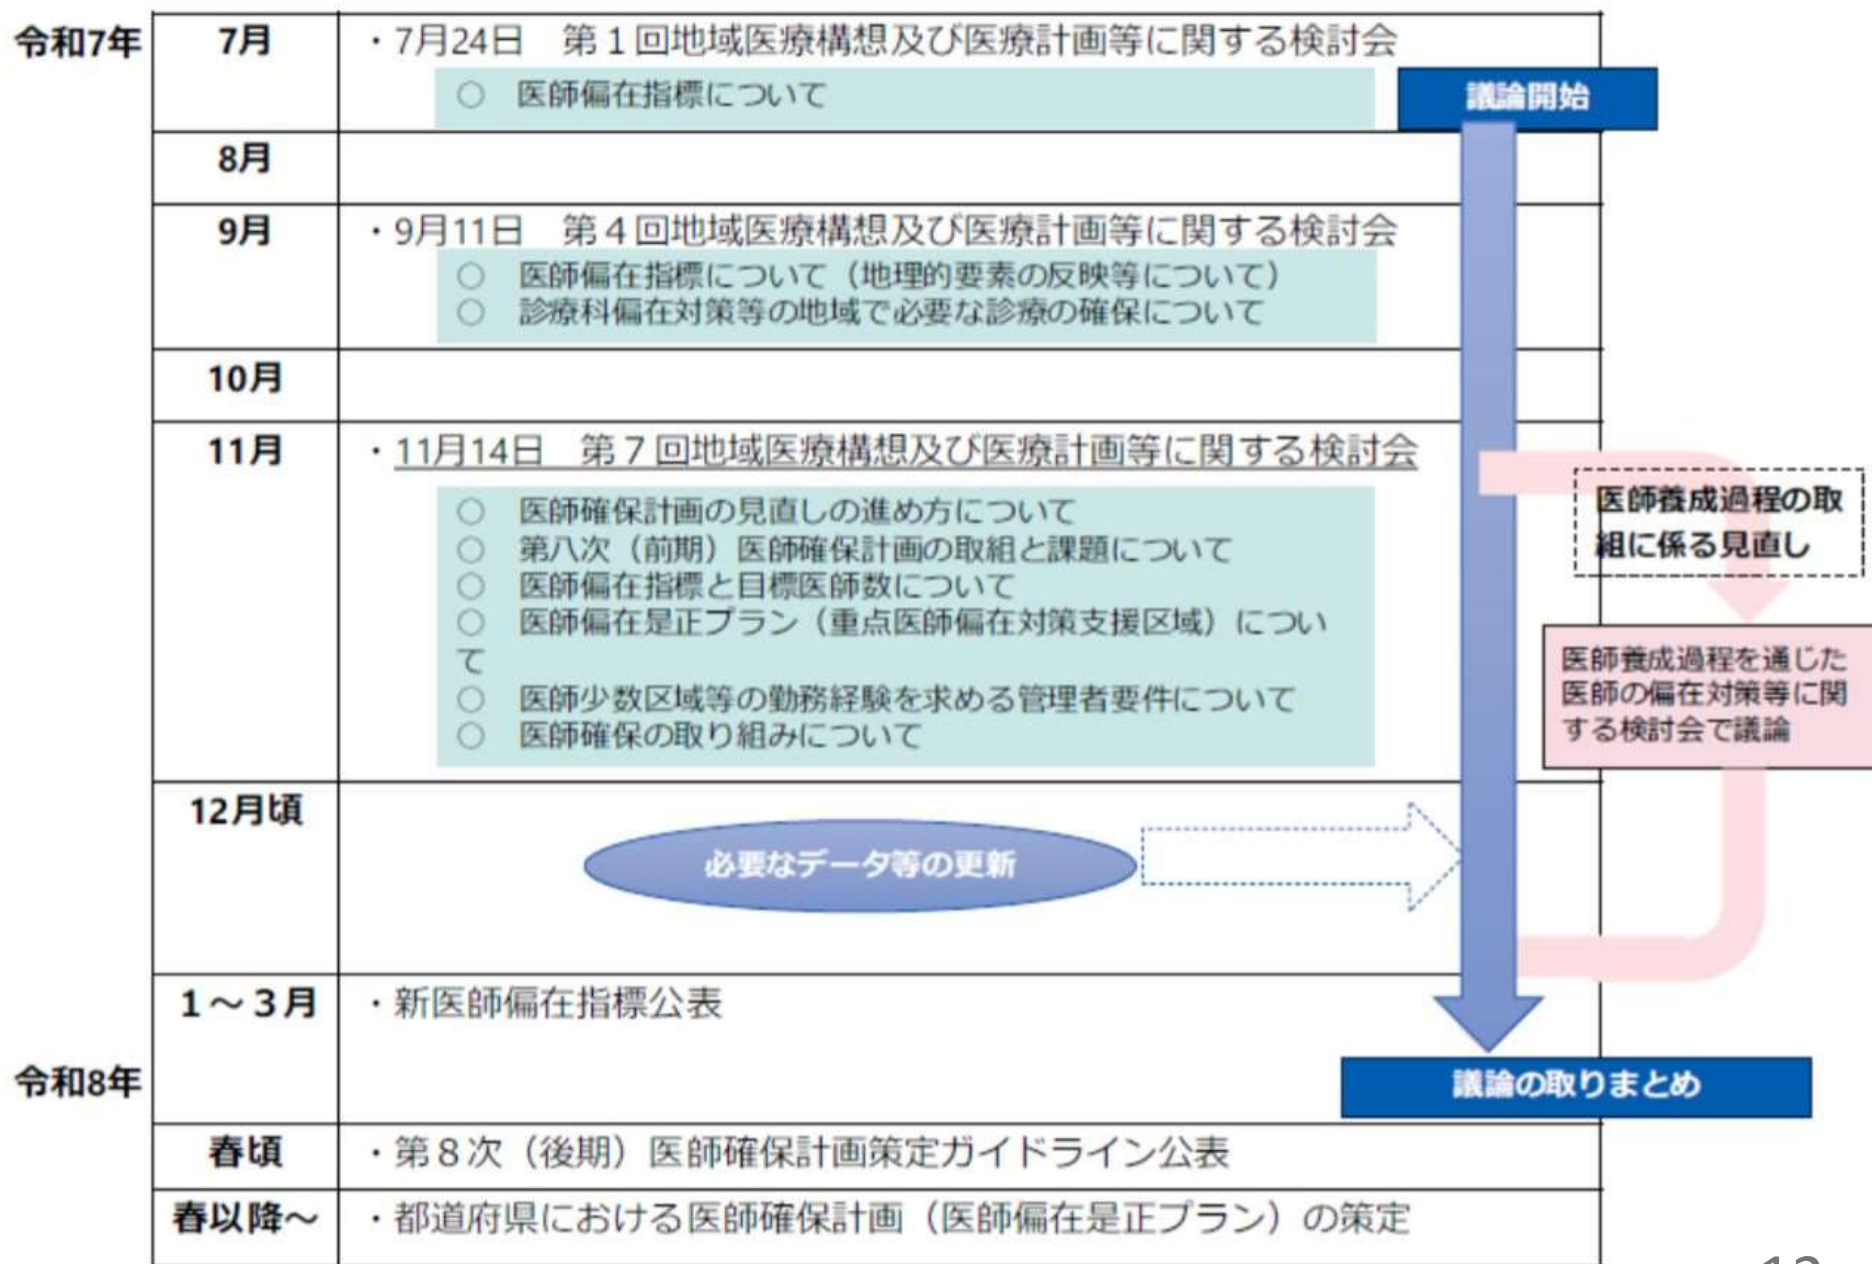 令和7年
7月
・7月24日　第１回地域医療構想及び医療計画等に関する検討会
○　医師偏在指標について
議論開始
8月
9月
・9月11日　第４回地域医療構想及び医療計画等に関する検討会
○　医師偏在指標について（地理的要素の反映等について）
○　診療科偏在対策等の地域で必要な診療の確保について
10月
11月
・11月14日　第７回地域医療構想及び医療計画等に関する検討会
○　医師確保計画の見直しの進め方について
○　第八次（前期）医師確保計画の取組と課題について
○　医師偏在指標と目標医師数について
○　医師偏在是正プラン（重点医師偏在対策支援区域）につい
て
○　医師少数区域等の勤務経験を求める管理者要件について
○　医師確保の取り組みについて
医師養成過程の取
組に係る見直し
医師養成過程を通じた
医師の偏在対策等に関
する検討会で議論
12月頃
必要なデータ等の更新
1～3月
・新医師偏在指標公表
令和8年
議論の取りまとめ
春頃
・第８次（後期）医師確保計画策定ガイドライン公表
春以降～
・都道府県における医師確保計画（医師偏在是正プラン）の策定